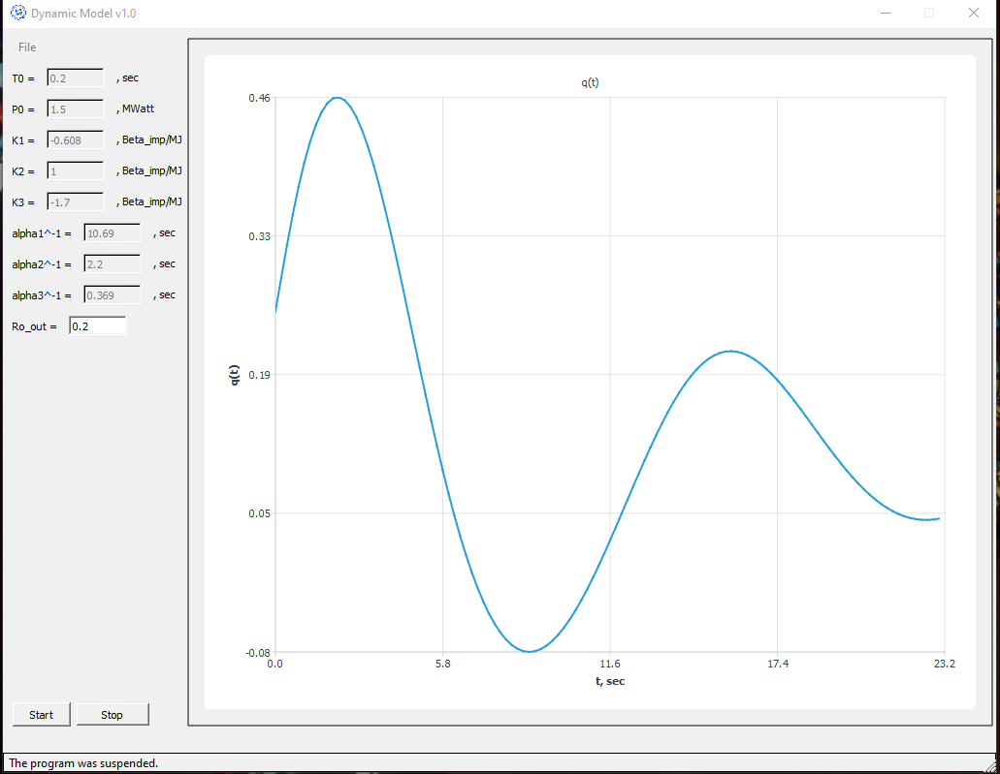 Dynamic Model v1.0
File
T0 = 0.2 , sec
P0 = 1.5 , MWatt
K1 = -0.608 , Beta_imp/MJ
K2 = 1 , Beta_imp/MJ
K3 = -1.7 , Beta_imp/MJ
alpha1^-1 = 10.69 , sec
alpha2^-1 = 2.2 , sec
alpha3^-1 = 0.369 , sec
Ro_out = 0.2
q(t)
0.46
0.33
0.19
0.05
-0.08
q(t)
0.0 5.8 11.6 17.4 23.2
t, sec
Start Stop
The program was suspended.